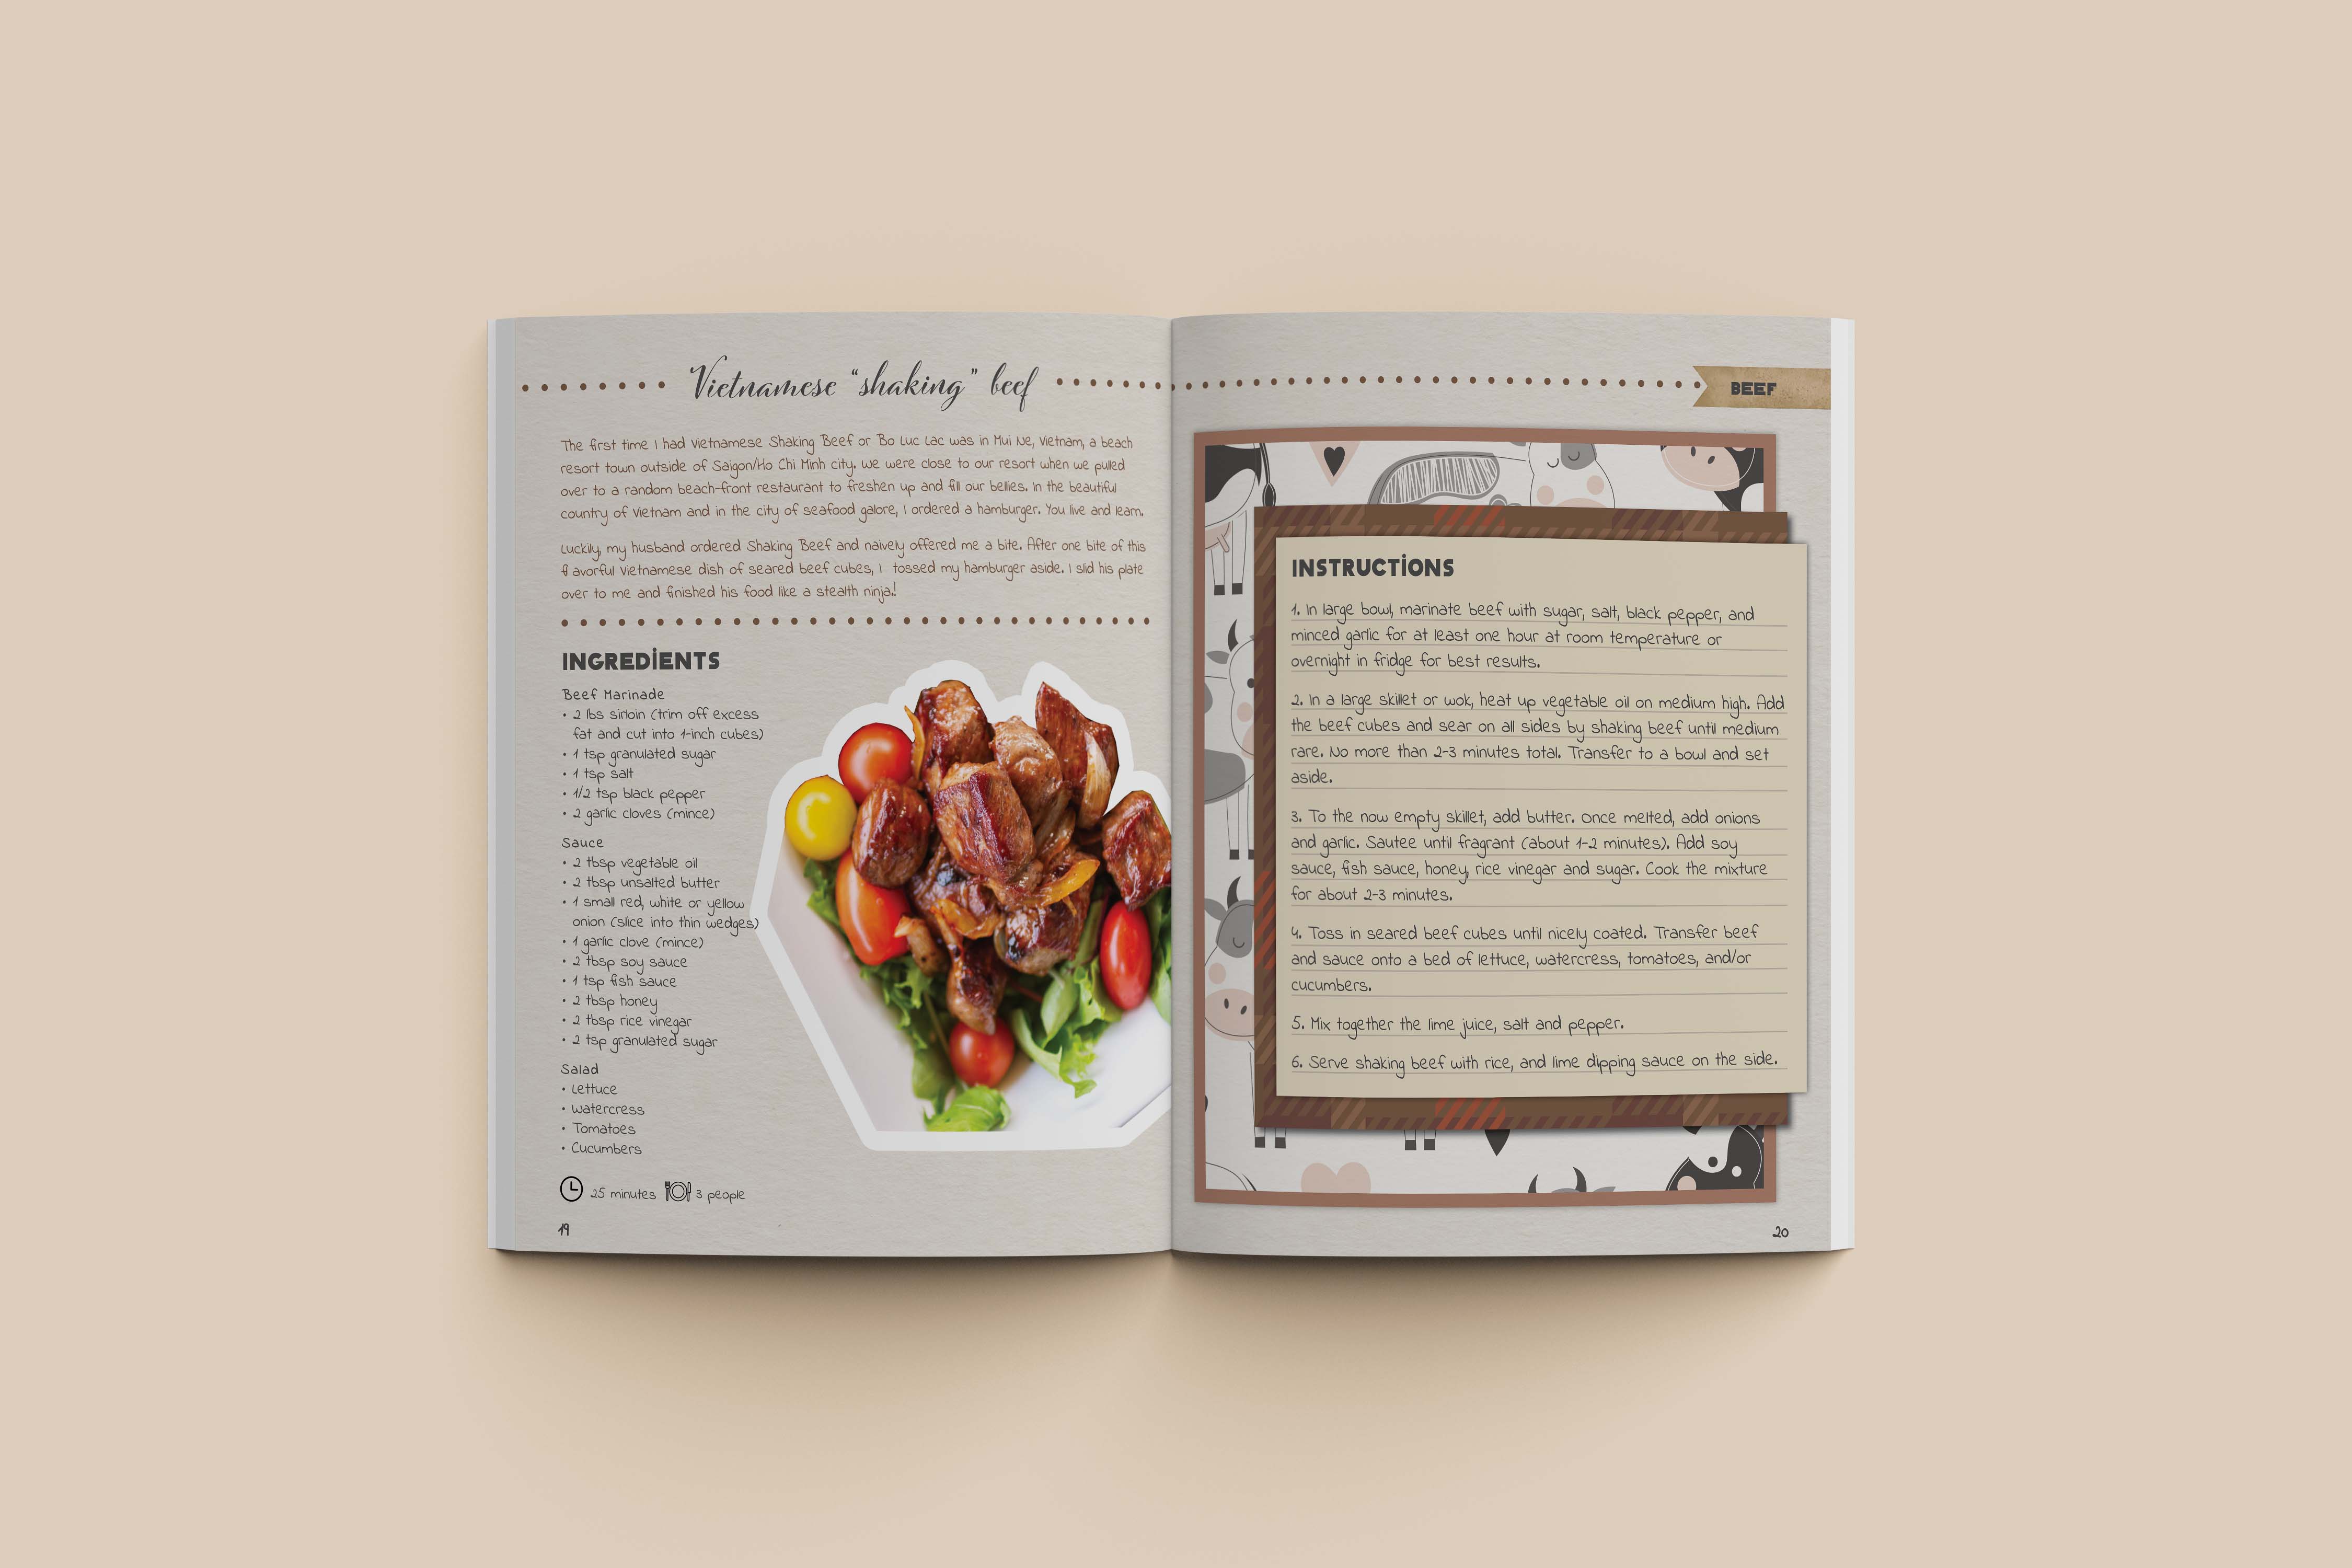 Vietnamese “shaking” beef
The first time I had Vietnamese Shaking Beef or Bo Luc Lac was in Mui Ne, Vietnam, a beach
resort town outside of Saigon/Ho Chi Minh city. We were close to our resort when we pulled
over to a random beach-front restaurant to freshen up and fill our bellies. In the beautiful
country of Vietnam and in the city of seafood galore, I ordered a hamburger. You live and learn.
Luckily, my husband ordered Shaking Beef and naively offered me a bite. After one bite of this
flavorful Vietnamese dish of seared beef cubes, I tossed my hamburger aside. I slid his plate
over to me and finished his food like a stealth ninja!
INGREDIENTS
Beef Marinade
• 2 lbs sirloin (trim off excess
fat and cut into 1-inch cubes)
• 1 tsp granulated sugar
• 1 tsp salt
• 1/2 tsp black pepper
• 2 garlic cloves (mince)
Sauce
• 2 tbsp vegetable oil
• 2 tbsp unsalted butter
• 1 small red, white or yellow
onion (slice into thin wedges)
• 1 garlic clove (mince)
• 2 tbsp soy sauce
• 1 tsp fish sauce
• 2 tbsp honey
• 2 tbsp rice vinegar
• 2 tsp granulated sugar
Salad
• Lettuce
• Watercress
• Tomatoes
• Cucumbers
25 minutes 3 people
19
BEEF
INSTRUCTIONS
1. In large bowl, marinate beef with sugar, salt, black pepper, and
minced garlic for at least one hour at room temperature or
overnight in fridge for best results.
2. In a large skillet or wok, heat up vegetable oil on medium high. Add
the beef cubes and sear on all sides by shaking beef until medium
rare. No more than 2-3 minutes total. Transfer to a bowl and set
aside.
3. To the now empty skillet, add butter. Once melted, add onions
and garlic. Sautee until fragrant (about 1-2 minutes). Add soy
sauce, fish sauce, honey, rice vinegar and sugar. Cook the mixture
for about 2-3 minutes.
4. Toss in seared beef cubes until nicely coated. Transfer beef
and sauce onto a bed of lettuce, watercress, tomatoes, and/or
cucumbers.
5. Mix together the lime juice, salt and pepper.
6. Serve shaking beef with rice, and lime dipping sauce on the side.
20